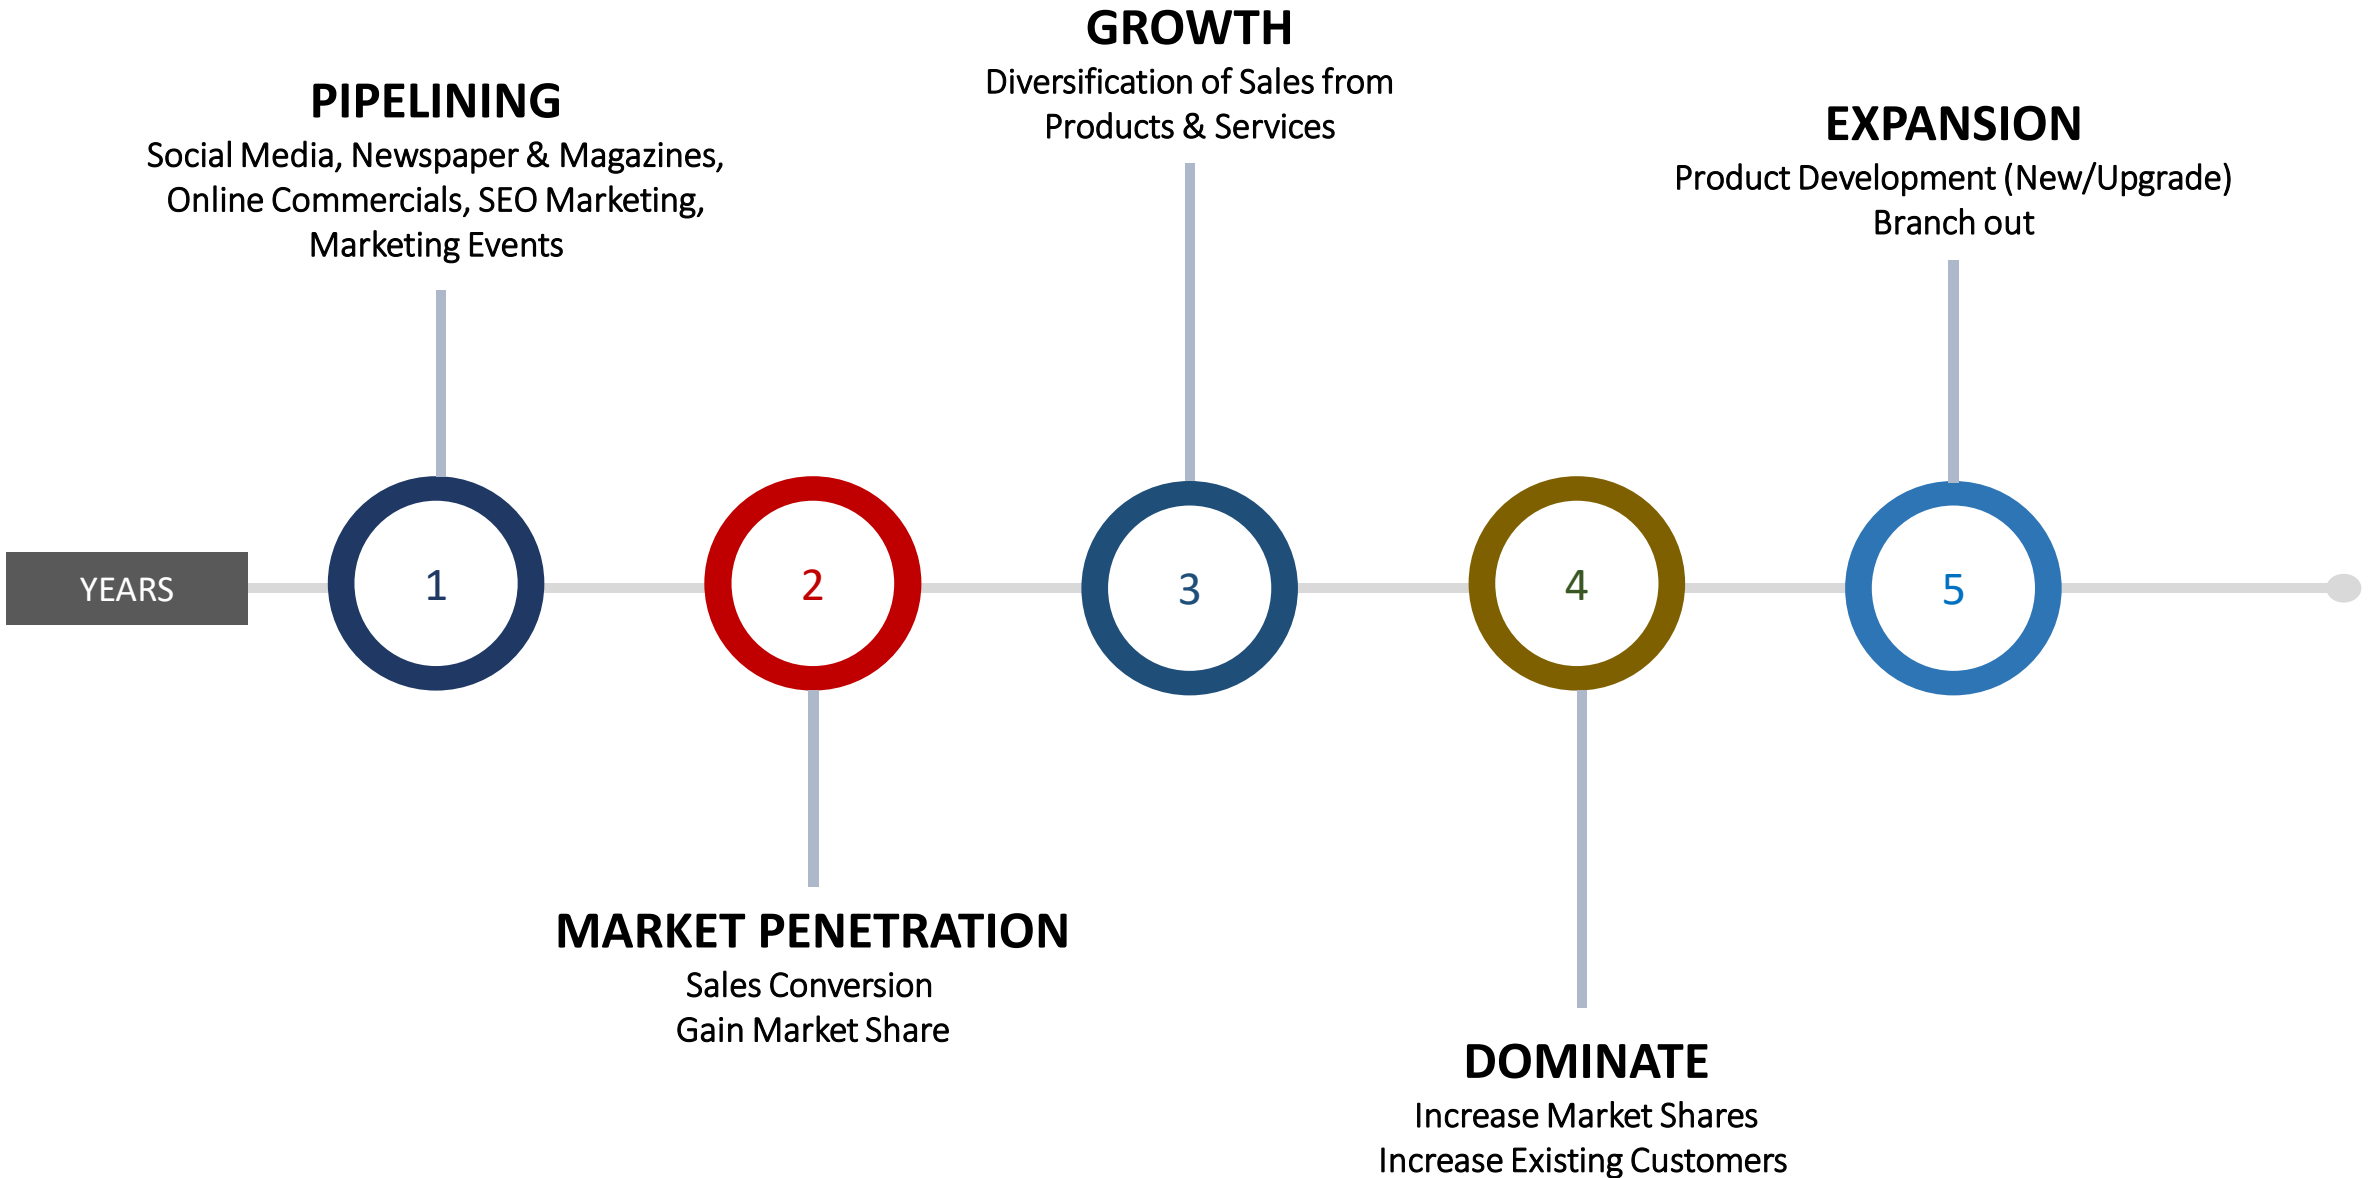 GROWTH
Diversification of Sales from
Products & Services
PIPELINING
Social Media, Newspaper & Magazines,
Online Commercials, SEO Marketing,
Marketing Events
EXPANSION
Product Development (New/Upgrade)
Branch out
YEARS
1
2
3
4
5
MARKET PENETRATION
Sales Conversion
Gain Market Share
DOMINATE
Increase Market Shares
Increase Existing Customers